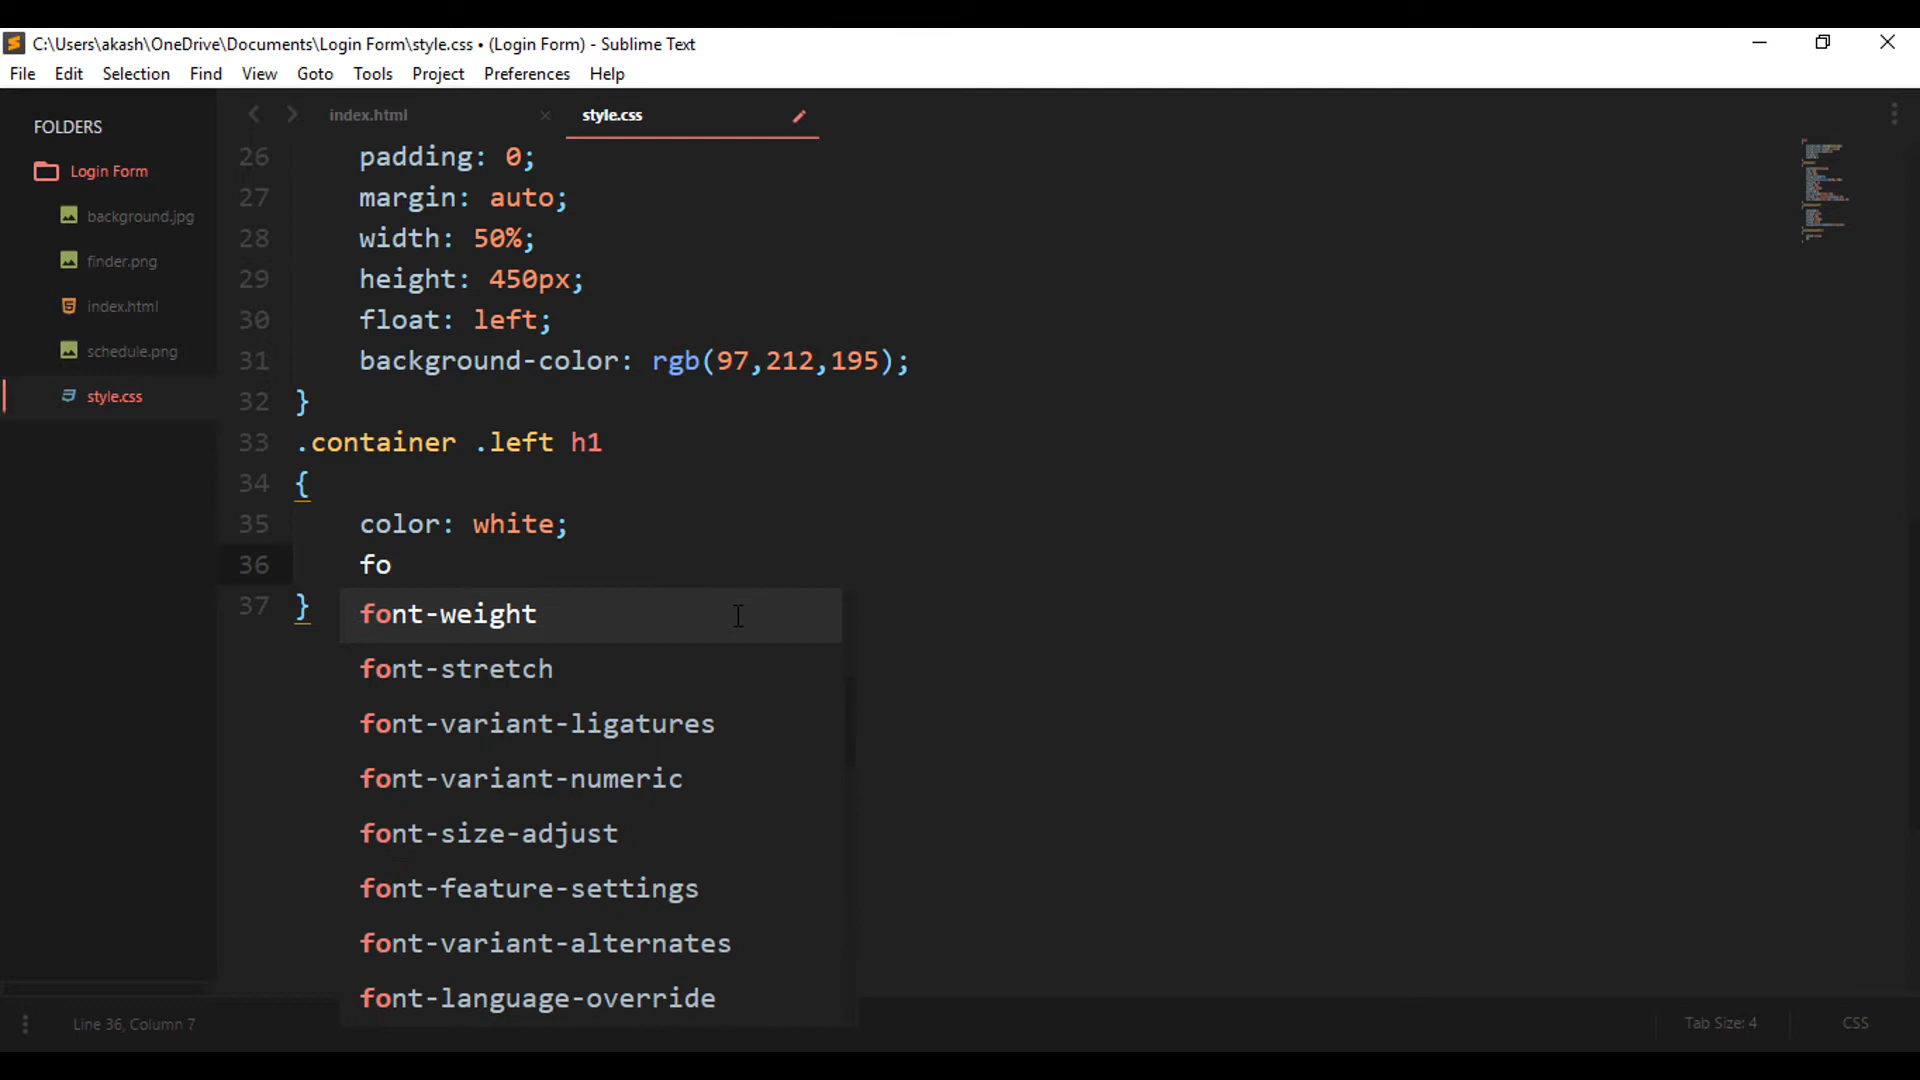 C:\Users\akash\OneDrive\Documents\Login Form\style.css • (Login Form) - Sublime Text
File Edit Selection Find View Goto Tools Project Preferences Help
FOLDERS
Login Form
background.jpg
finder.png
index.html
schedule.png
style.css
index.html style.css
26 padding: 0;
27 margin: auto;
28 width: 50%;
29 height: 450px;
30 float: left;
31 background-color: rgb(97,212,195);
32 }
33 .container .left h1
34 {
35 color: white;
36 fo
37 }
font-weight
font-stretch
font-variant-ligatures
font-variant-numeric
font-size-adjust
font-feature-settings
font-variant-alternates
font-language-override
Line 36, Column 7
Tab Size: 4
CSS